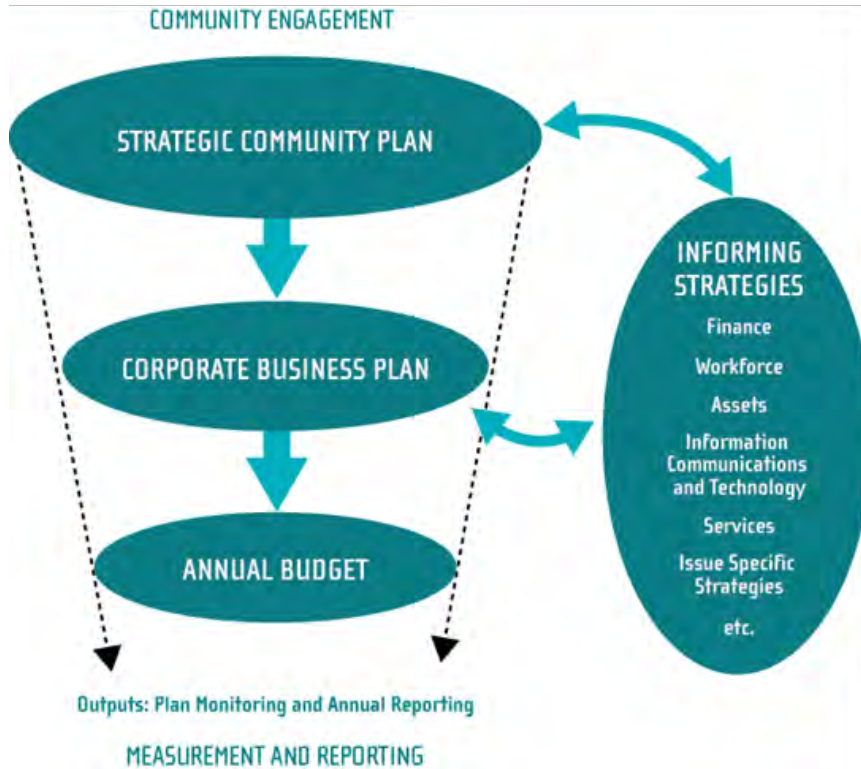 COMMUNITY ENGAGEMENT
STRATEGIC COMMUNITY PLAN
CORPORATE BUSINESS PLAN
ANNUAL BUDGET
INFORMING
STRATEGIES
Finance
Workforce
Assets
Information
Communications
and Technology
Services
Issue Specific
Strategies
etc.
Outputs: Plan Monitoring and Annual Reporting
MEASUREMENT AND REPORTING